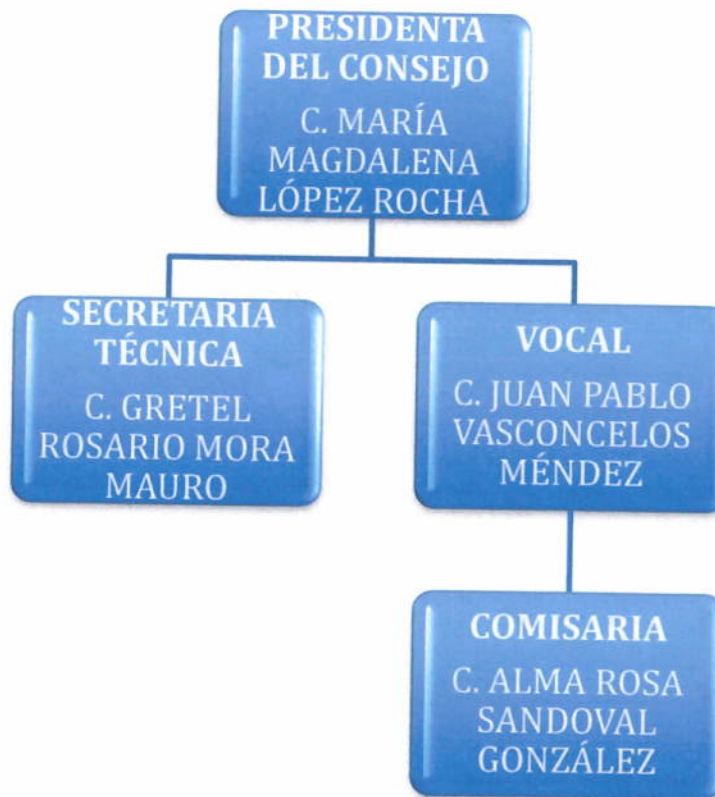 PRESIDENTA
DEL CONSEJO
C. MARÍA
MAGDALENA
LÓPEZ ROCHA
SECRETARIA
TÉCNICA
C. GRETEL
ROSARIO MORA
MAURO
VOCAL
C. JUAN PABLO
VASCONCELOS
MÉNDEZ
COMISARIA
C. ALMA ROSA
SANDOVAL
GONZÁLEZ